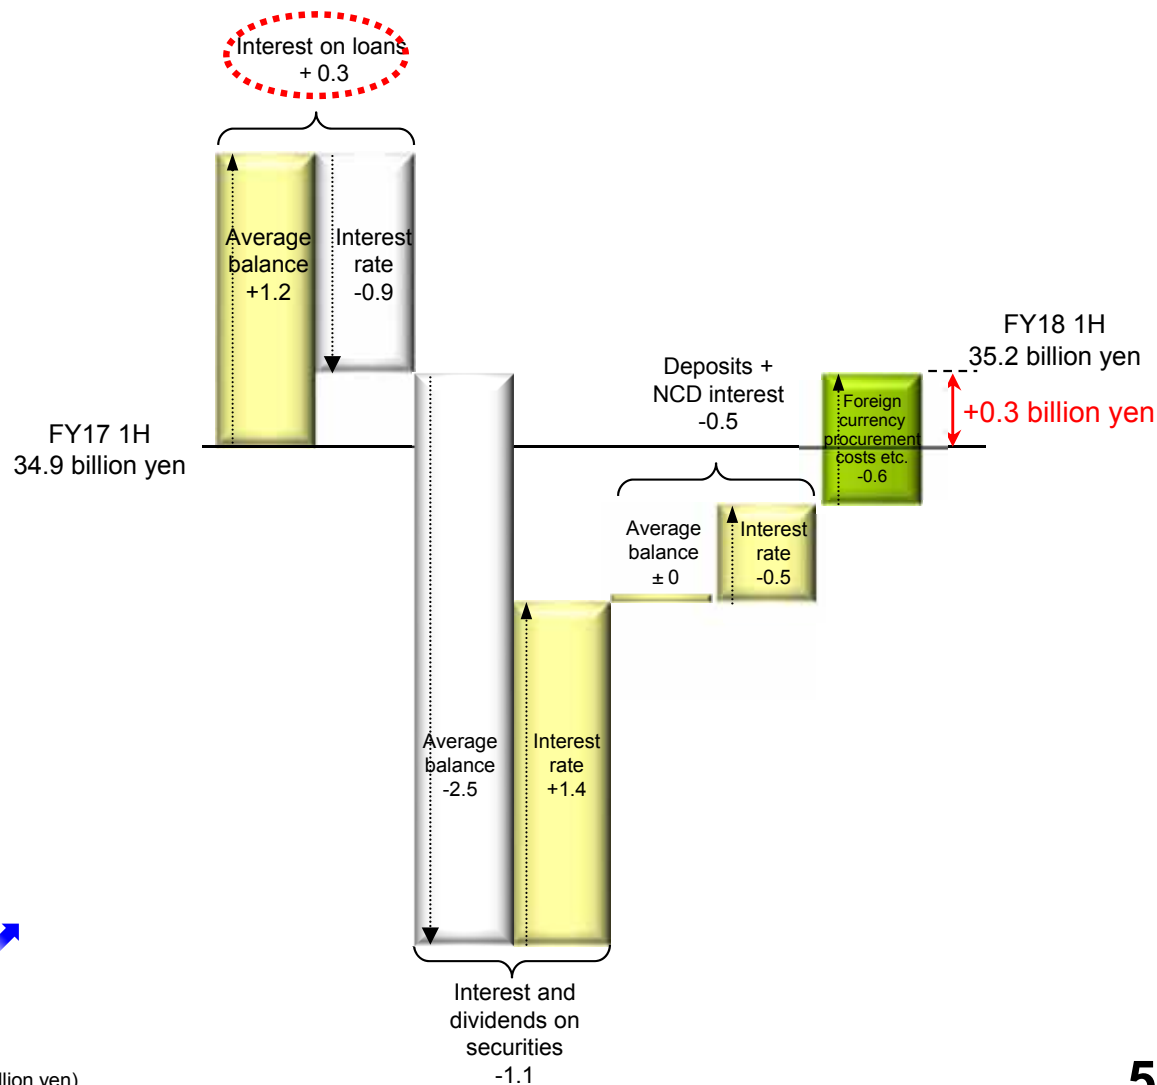 Interest on loans
+ 0.3
Average
balance
+1.2
Interest
rate
-0.9
FY18 1H
35.2 billion yen
+0.3 billion yen
Deposits +
NCD interest
-0.5
Foreign
currency
procurement
costs etc.
-0.6
FY17 1H
34.9 billion yen
Average
balance
± 0
Interest
rate
-0.5
Average
balance
-2.5
Interest
rate
+1.4
Interest and
dividends on
securities
-1.1
yen)
5